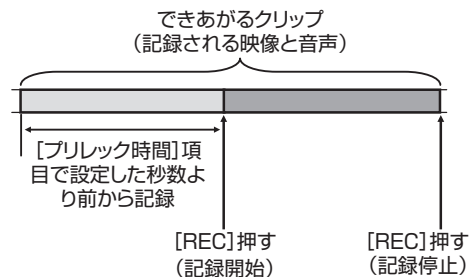 できあがるクリップ
（記録される映像と音声）
[プリレック時間]項
目で設定した秒数よ
り前から記録
[REC]押す
（記録開始）
[REC]押す
（記録停止）